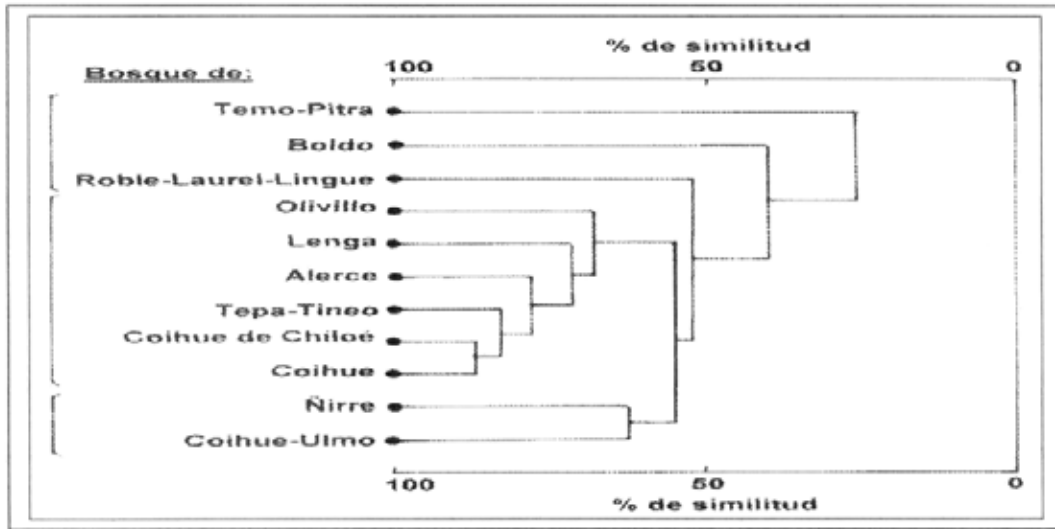 % de similitud
Bosque de:
100 50 0
Temo-Pitra
Boldo
Roble-Laurel-Lingue
Olivillo
Lenga
Alerce
Tepa-Tineo
Coihue de Chiloé
Coihue
Ñirre
Coihue-Ulmo
100 50 0
% de similitud